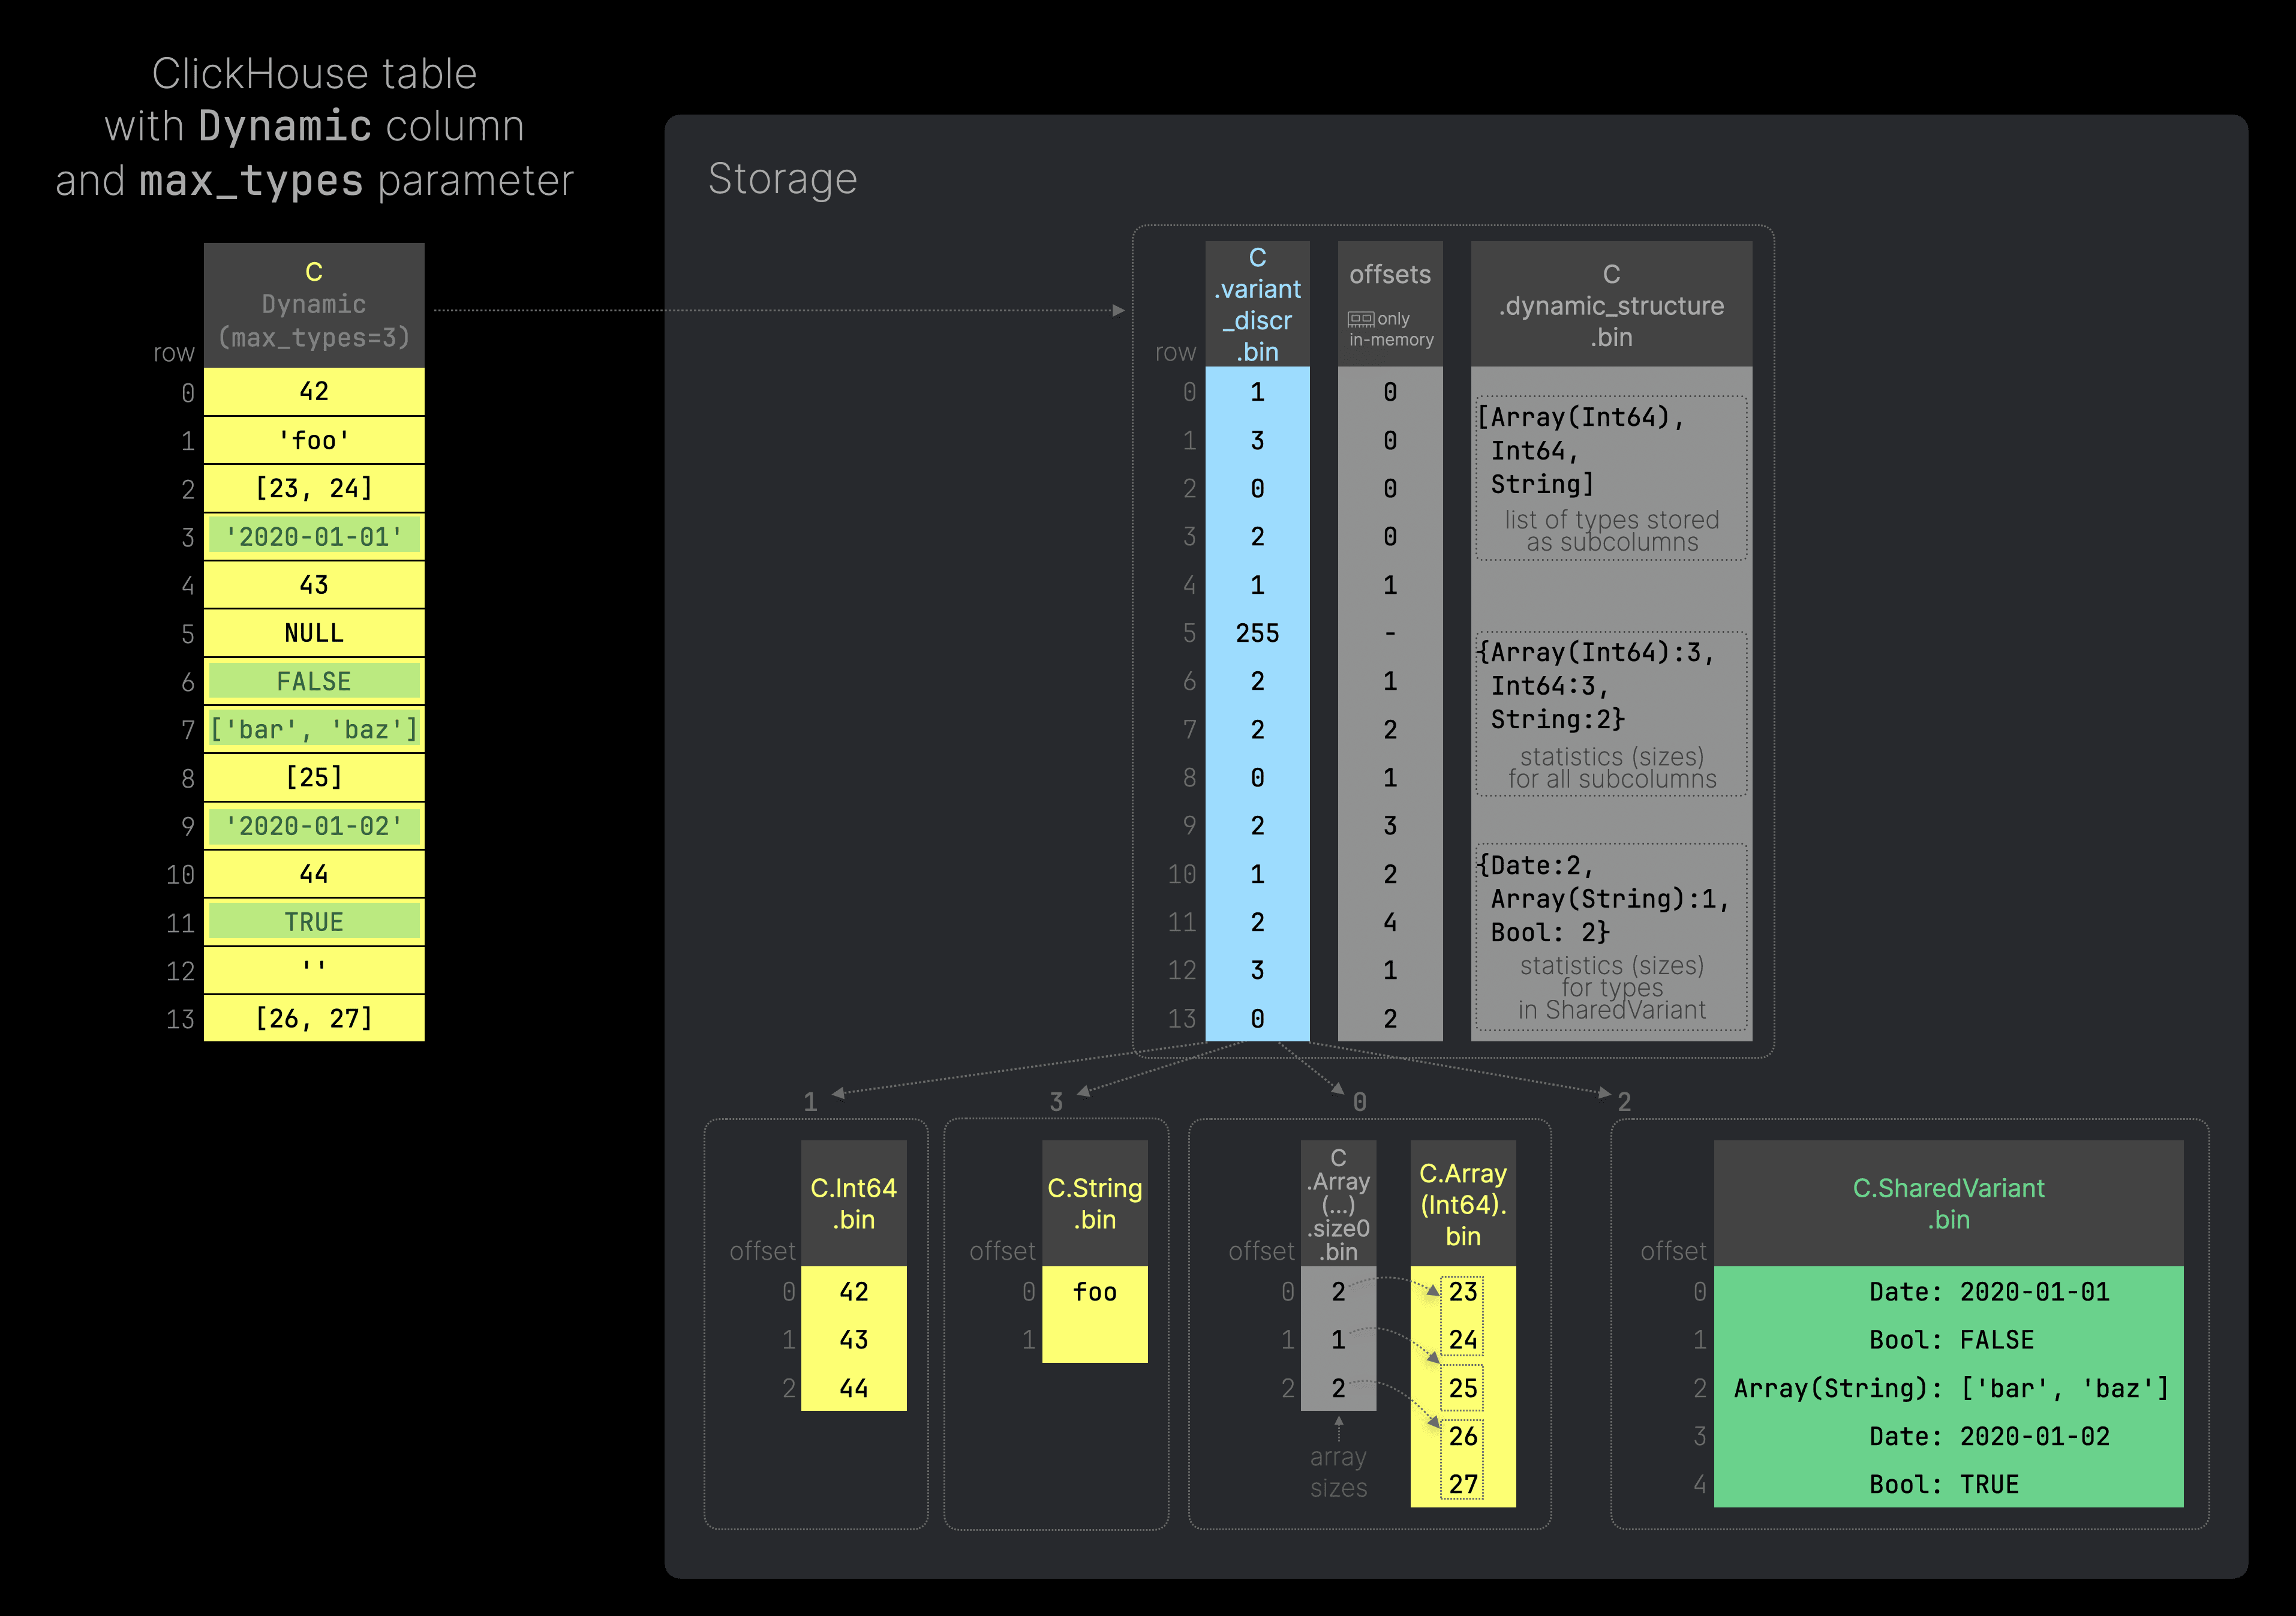 ClickHouse table
with Dynamic column
and max_types parameter
Storage
C
Dynamic
(max_types=3)
row
0 42
1 'foo'
2 [23, 24]
3 '2020-01-01'
4 43
5 NULL
6 FALSE
7 ['bar', 'baz']
8 [25]
9 '2020-01-02'
10 44
11 TRUE
12 ''
13 [26, 27]
C
.variant
_discr
.bin
offsets
only
in-memory
row
0 1 0
1 3 0
2 0 0
3 2 0
4 1 1
5 255 -
6 2 1
7 2 2
8 0 1
9 2 3
10 1 2
11 2 4
12 3 1
13 0 2
C
.dynamic_structure
.bin
[Array(Int64),
Int64,
String]
list of types stored
as subcolumns
{Array(Int64):3,
Int64:3,
String:2}
statistics (sizes)
for all subcolumns
{Date:2,
Array(String):1,
Bool: 2}
statistics (sizes)
for types
in SharedVariant
1
C.Int64
.bin
offset
0 42
1 43
2 44
3
C.String
.bin
offset
0 foo
1
0
C
.Array
(...)
.size0
.bin
C.Array
(Int64).
bin
offset
0 2 23
1 1 24
2 2 25
26
27
array
sizes
2
C.SharedVariant
.bin
offset
0 Date: 2020-01-01
1 Bool: FALSE
2 Array(String): ['bar', 'baz']
3 Date: 2020-01-02
4 Bool: TRUE